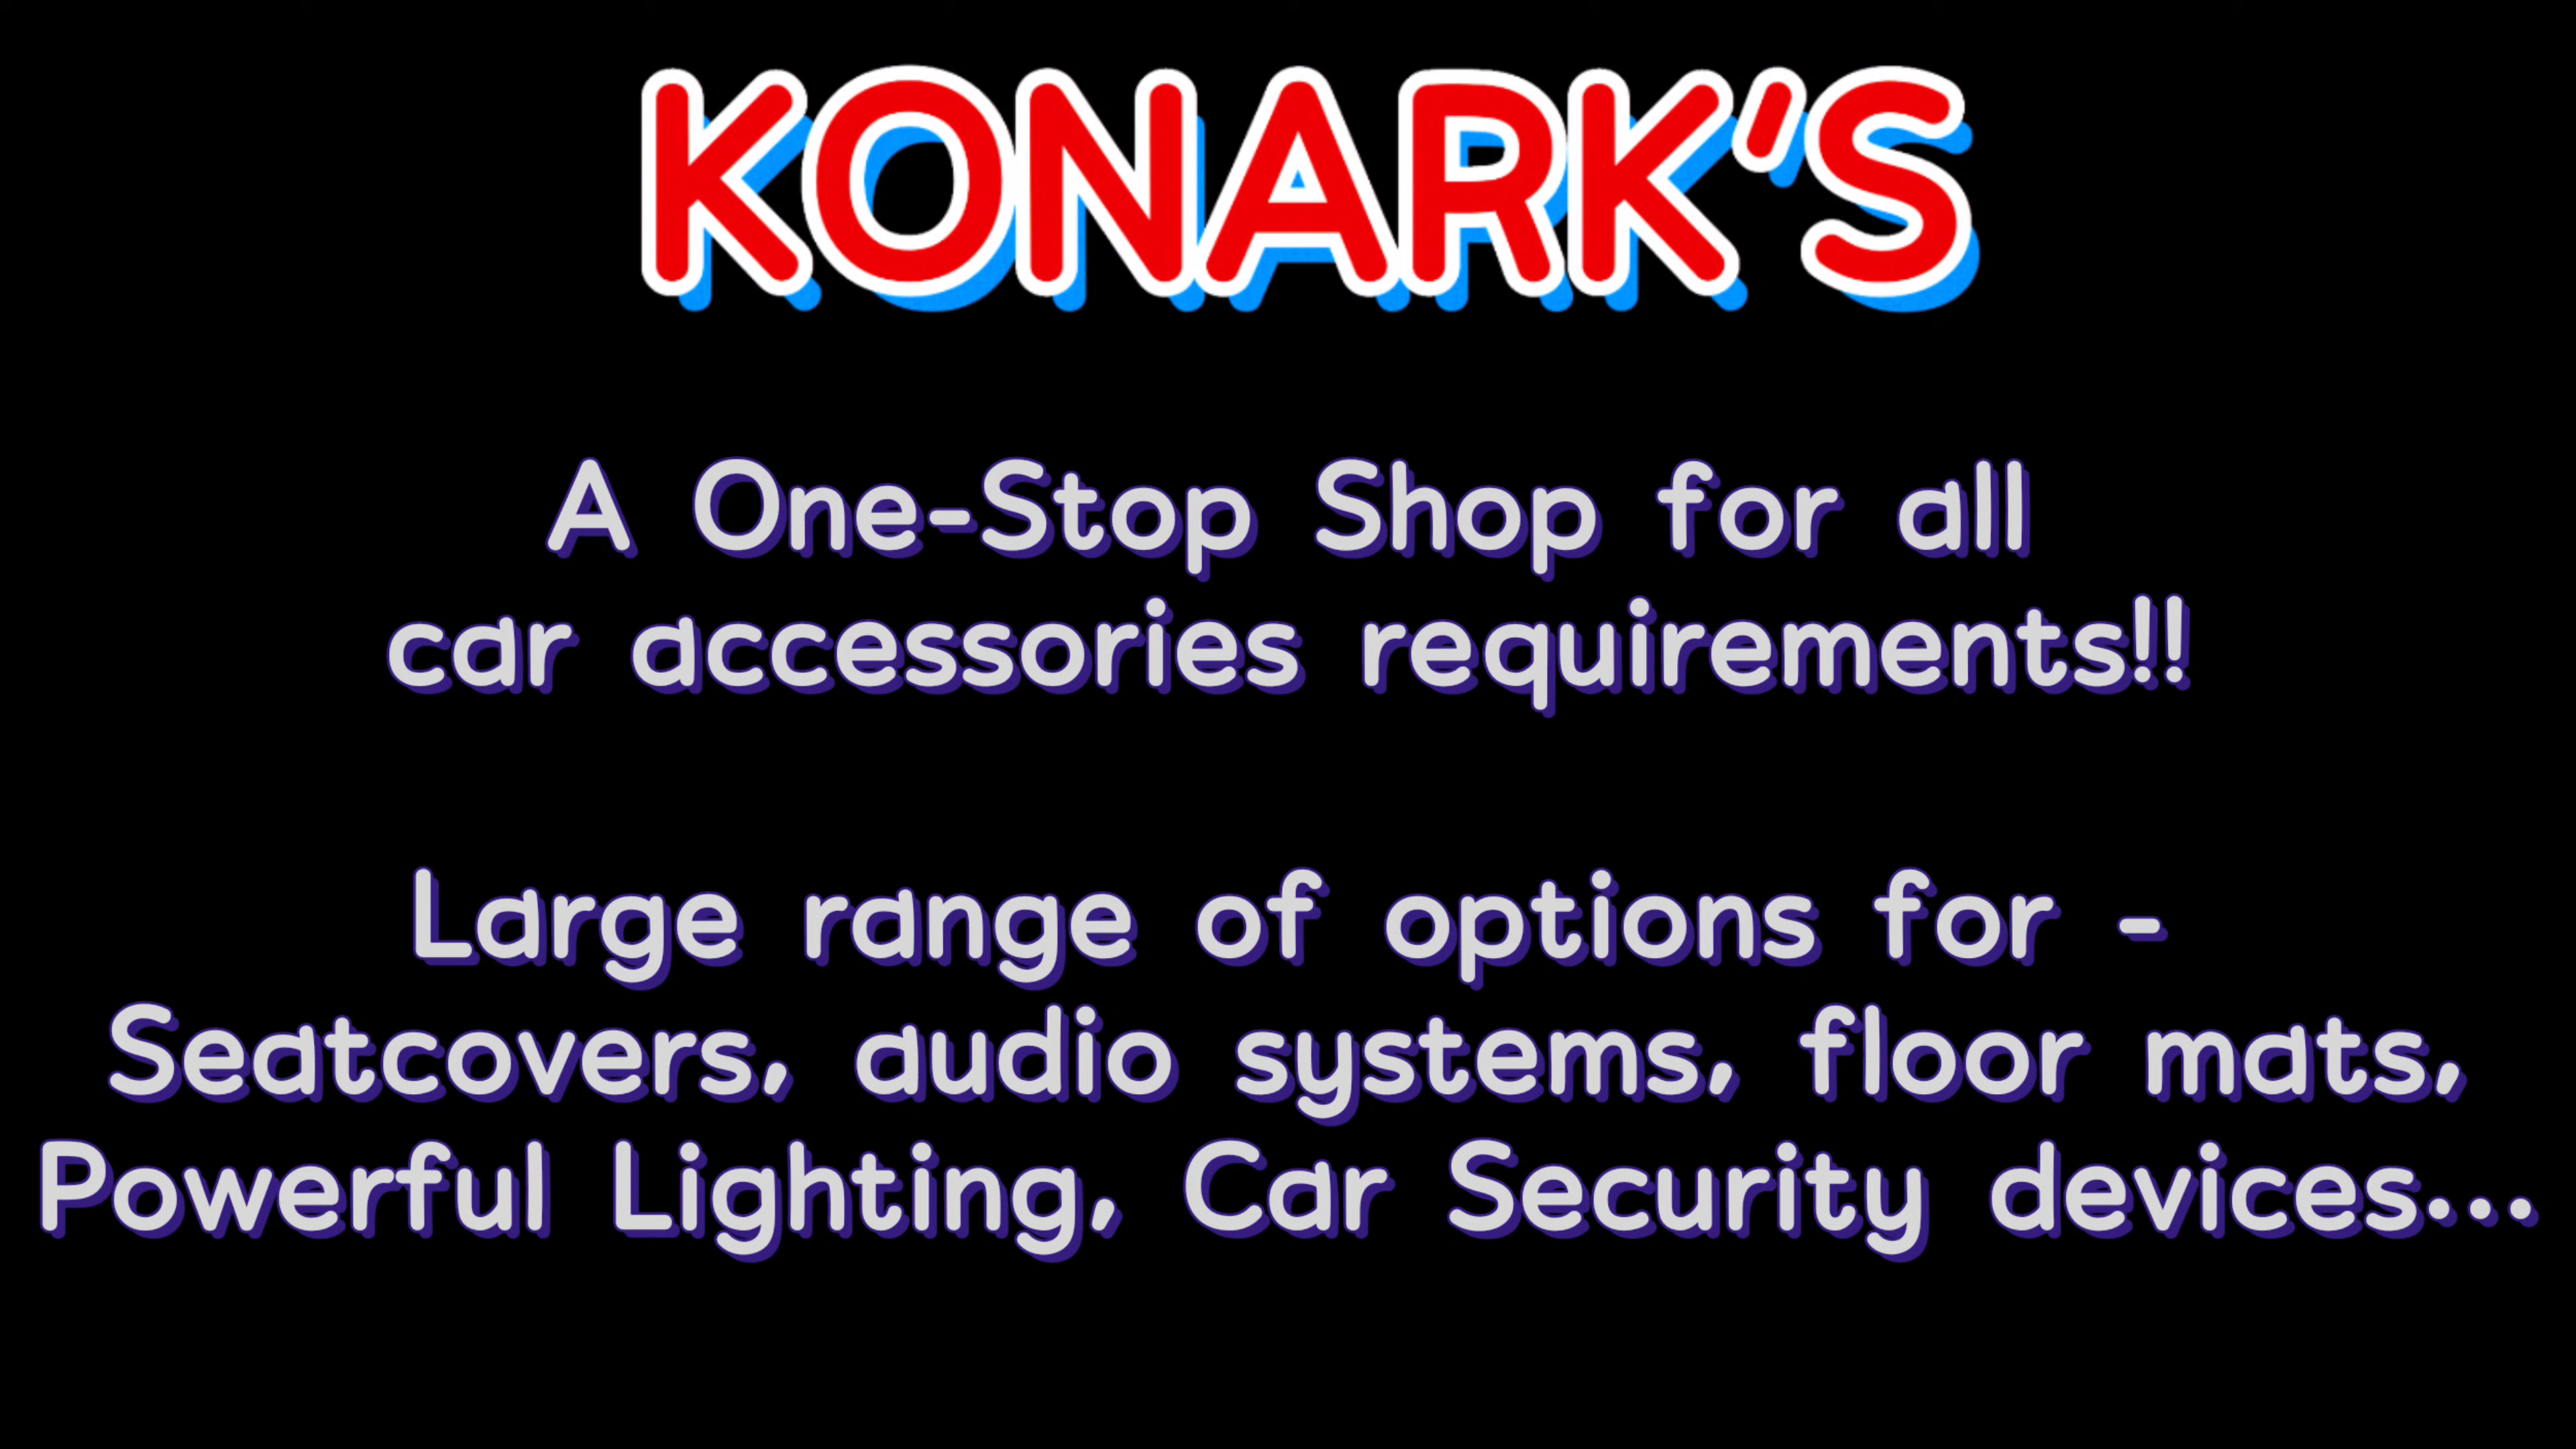 KONARK'S
A One-Stop Shop for all
car accessories requirements!!
Large range of options for -
Seatcovers, audio systems, floor mats,
Powerful Lighting, Car Security devices...